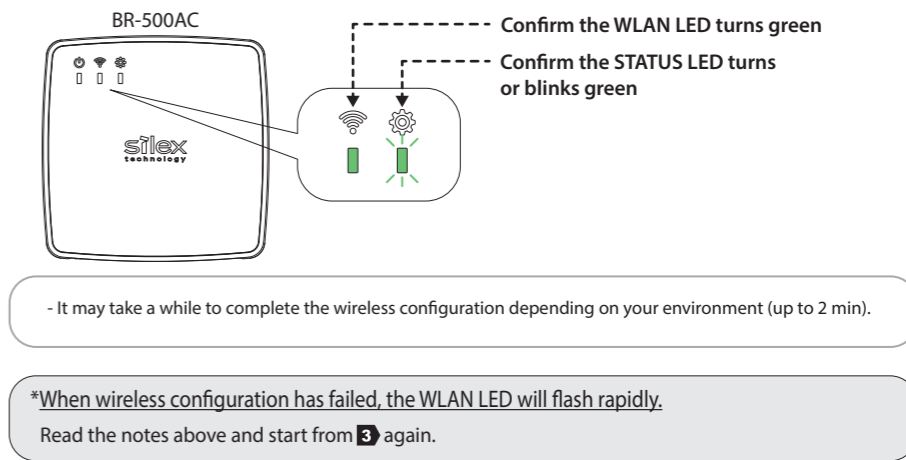 BR-500AC
Confirm the WLAN LED turns green
Confirm the STATUS LED turns
or blinks green
silex
technology
- It may take a while to complete the wireless configuration depending on your environment (up to 2 min).
*When wireless configuration has failed, the WLAN LED will flash rapidly.
Read the notes above and start from 3 again.